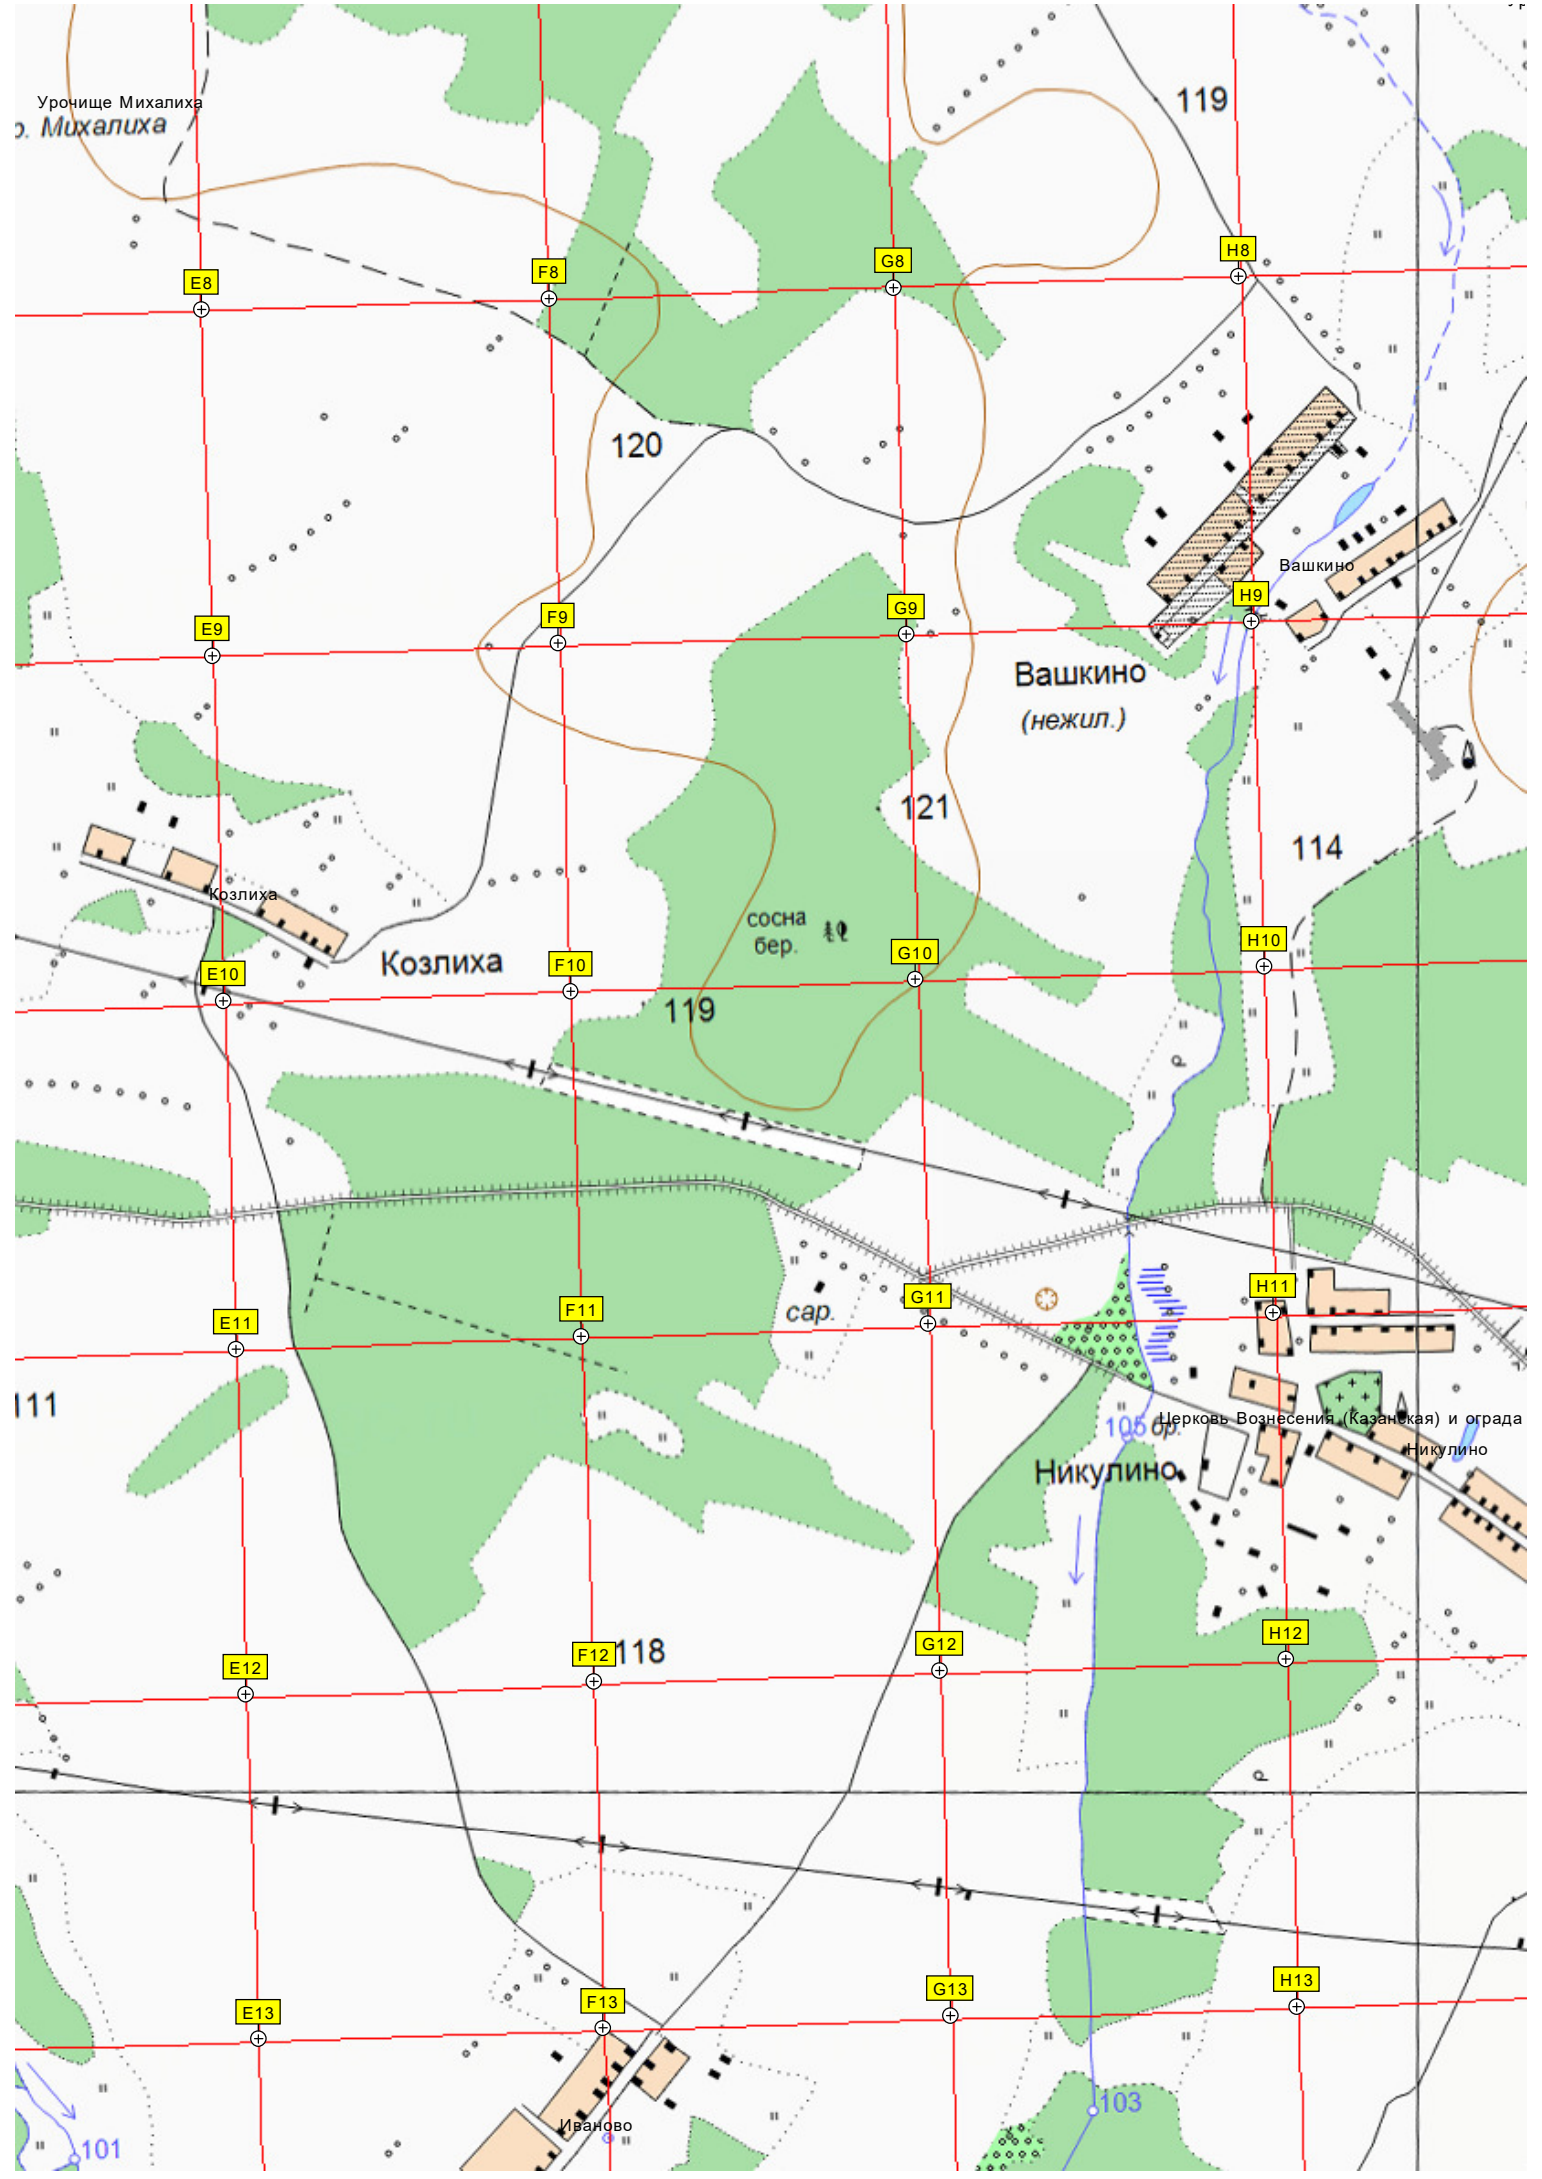 119
Урочище Михалиха
Михалиха
H8
G8
F8
E8
120
Вашкино
H9
G9
F9
E9
Вашкино
(нежил.)
121
114
Козлиха
сосна
бер.
H10
G10
F10
E10
Козлиха
119
H11
G11
F11
E11
сар.
111
105 бр.
Церковь Вознесения (Казанская) и ограда
Никулино
Никулино
H12
G12
F12
E12
118
H13
G13
F13
E13
103
Иваново
101